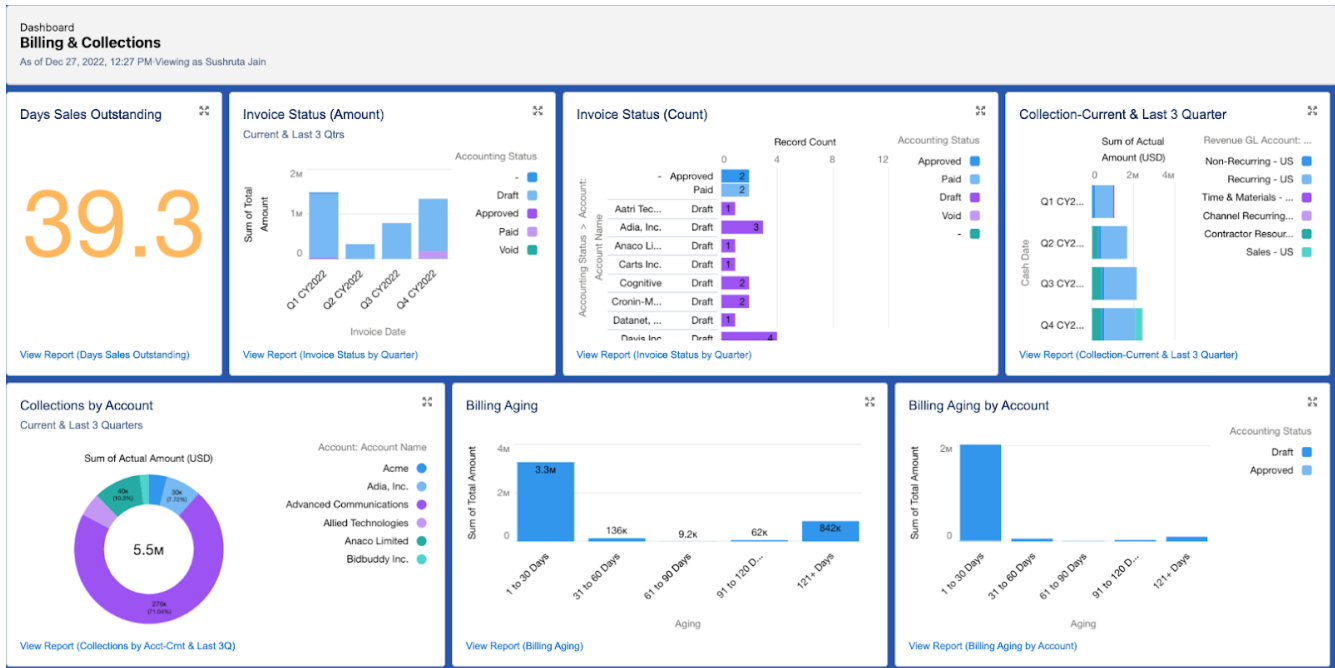 Dashboard
Billing & Collections
As of Dec 27, 2022, 12:27 PM·Viewing as Sushruta Jain
Days Sales Outstanding
39.3
View Report (Days Sales Outstanding)
Invoice Status (Amount)
Current & Last 3 Qtrs
Accounting Status
-
Draft
Approved
Paid
Void
Sum of Total
Amount
2M
1M
0
Q1 CY2022
Q2 CY2022
Q3 CY2022
Q4 CY2022
Invoice Date
View Report (Invoice Status by Quarter)
Invoice Status (Count)
Record Count
0 4 8 12
Accounting Status > Account:
Account Name
- Approved 2
Paid 2
Aatri Tec... Draft 1
Adia, Inc. Draft 3
Anaco Li... Draft 1
Carts Inc. Draft 1
Cognitive Draft 2
Cronin-M... Draft 2
Datanet, ... Draft 1
Davis Inc Draft 4
Accounting Status
Approved
Paid
Draft
Void
-
View Report (Invoice Status by Quarter)
Collection-Current & Last 3 Quarter
Sum of Actual
Amount (USD)
0 2M 4M
Cash Date
Q1 CY2...
Q2 CY2...
Q3 CY2...
Q4 CY2...
Revenue GL Account: ...
Non-Recurring - US
Recurring - US
Time & Materials - ...
Channel Recurring...
Contractor Resour...
Sales - US
View Report (Collection-Current & Last 3 Quarter)
Collections by Account
Current & Last 3 Quarters
Sum of Actual Amount (USD)
40K
(10.3%)
30K
(7.72%)
5.5M
276K
(71.04%)
Account: Account Name
Acme
Adia, Inc.
Advanced Communications
Allied Technologies
Anaco Limited
Bidbuddy Inc.
View Report (Collections by Acct-Crnt & Last 3Q)
Billing Aging
Sum of Total Amount
4M
2M
0
3.3M
136K
9.2K
62K
842K
1 to 30 Days
31 to 60 Days
61 to 90 Days
91 to 120 D...
121+ Days
Aging
View Report (Billing Aging)
Billing Aging by Account
Accounting Status
Draft
Approved
Sum of Total Amount
2M
0
1 to 30 Days
31 to 60 Days
61 to 90 Days
91 to 120 D...
121+ Days
Aging
View Report (Billing Aging by Account)